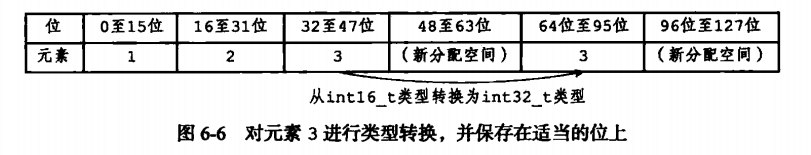 位 0至15位 16至31位 32至47位 48至63位 64位至95位 96位至127位
元素 1 2 3 (新分配空间) 3 (新分配空间)
从int16_t类型转换为int32_t类型
图6-6 对元素 3 进行类型转换，并保存在适当的位上